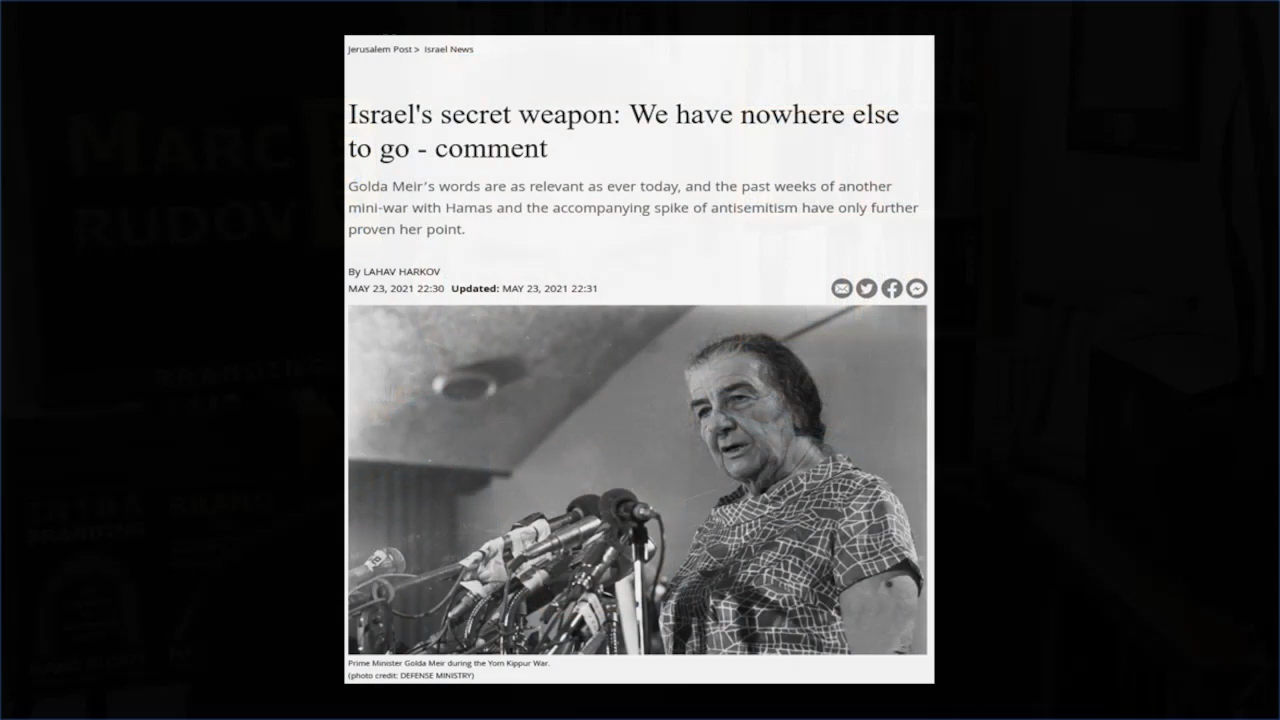 Jerusalem Post > Israel News
Israel's secret weapon: We have nowhere else
to go - comment
Golda Meir's words are as relevant as ever today, and the past weeks of another
mini-war with Hamas and the accompanying spike of antisemitism have only further
proven her point.
By LAHAV HARKOV
MAY 23, 2021 22:30 Updated: MAY 23, 2021 22:31
Prime Minister Golda Meir during the Yom Kippur War.
(photo credit: DEFENSE MINISTRY)
MARC
RUDOV